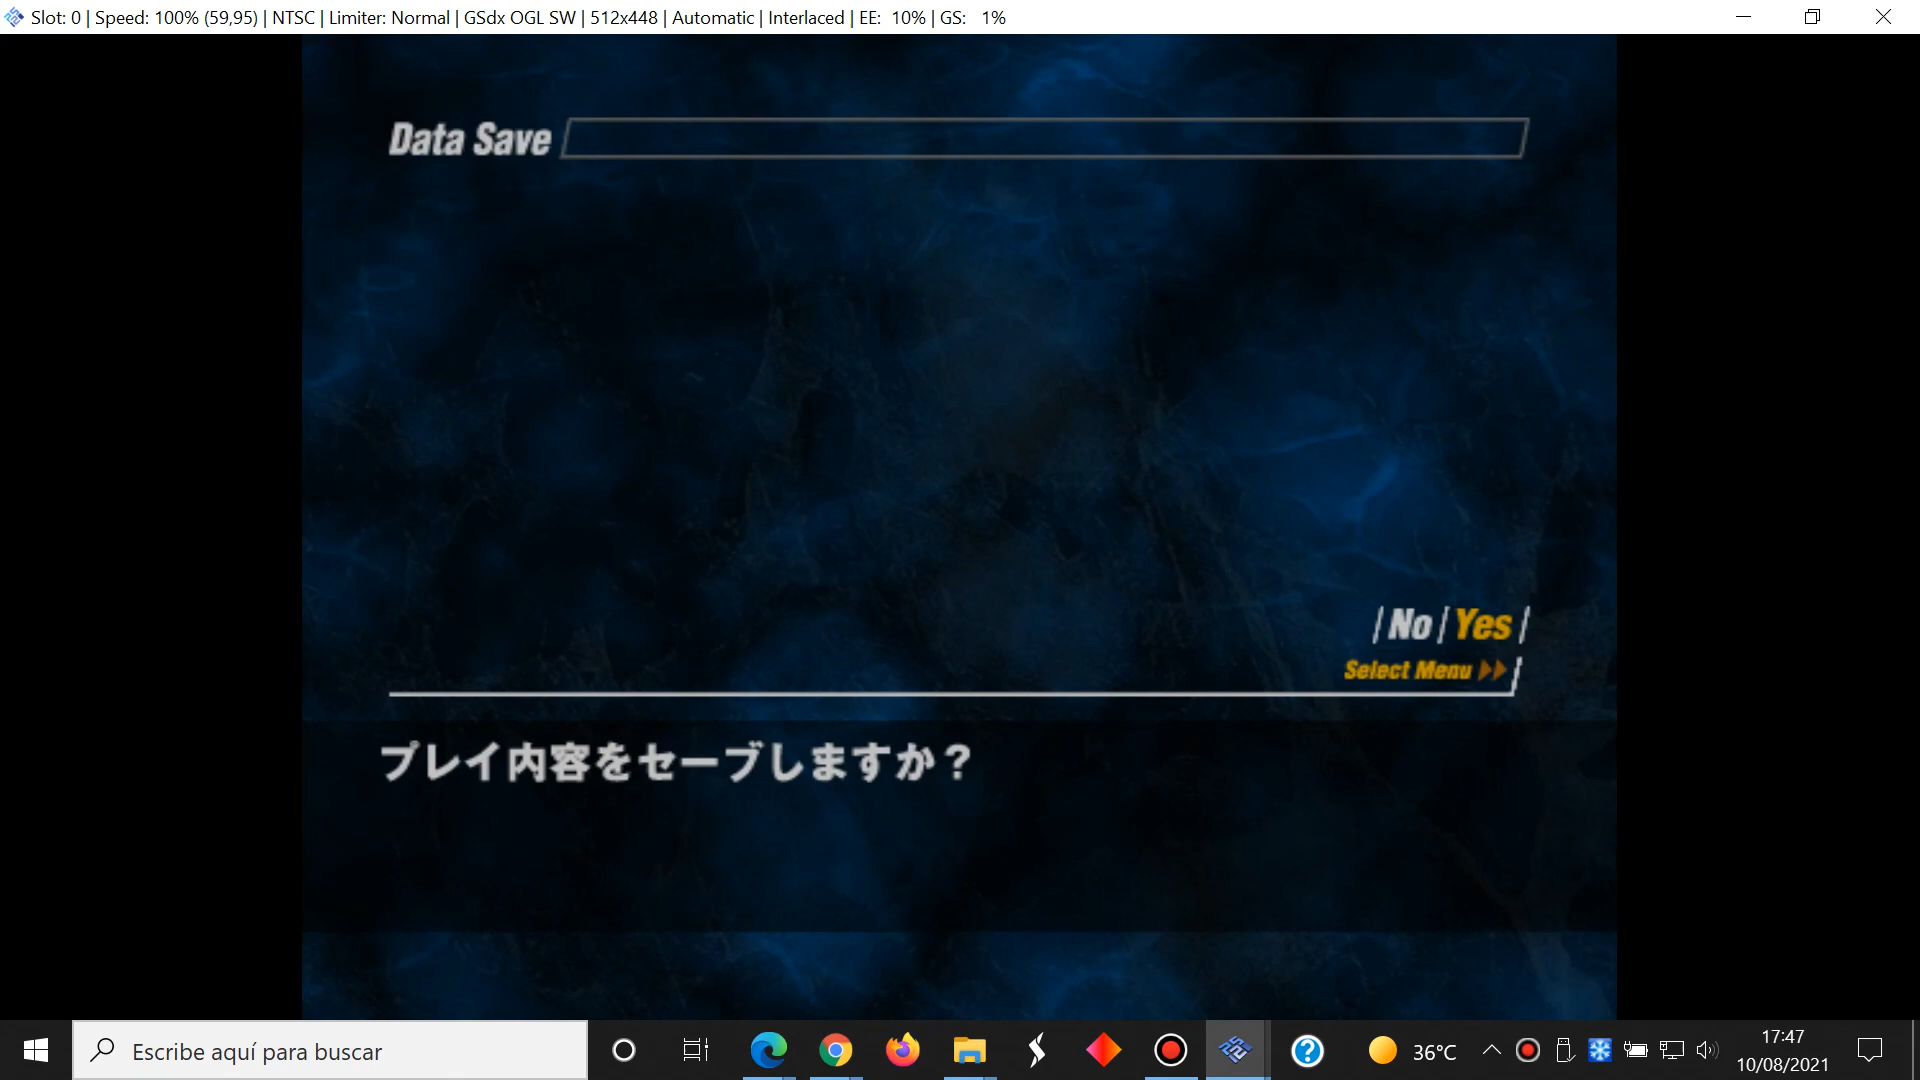 Slot: 0 | Speed: 100% (59,95) | NTSC | Limiter: Normal | GSdx OGL SW | 512x448 | Automatic | Interlaced | EE: 10% | GS: 1%
Data Save
No Yes
Select Menu
プレイ内容をセーブしますか？
Escribe aquí para buscar
36°C
17:47
10/08/2021